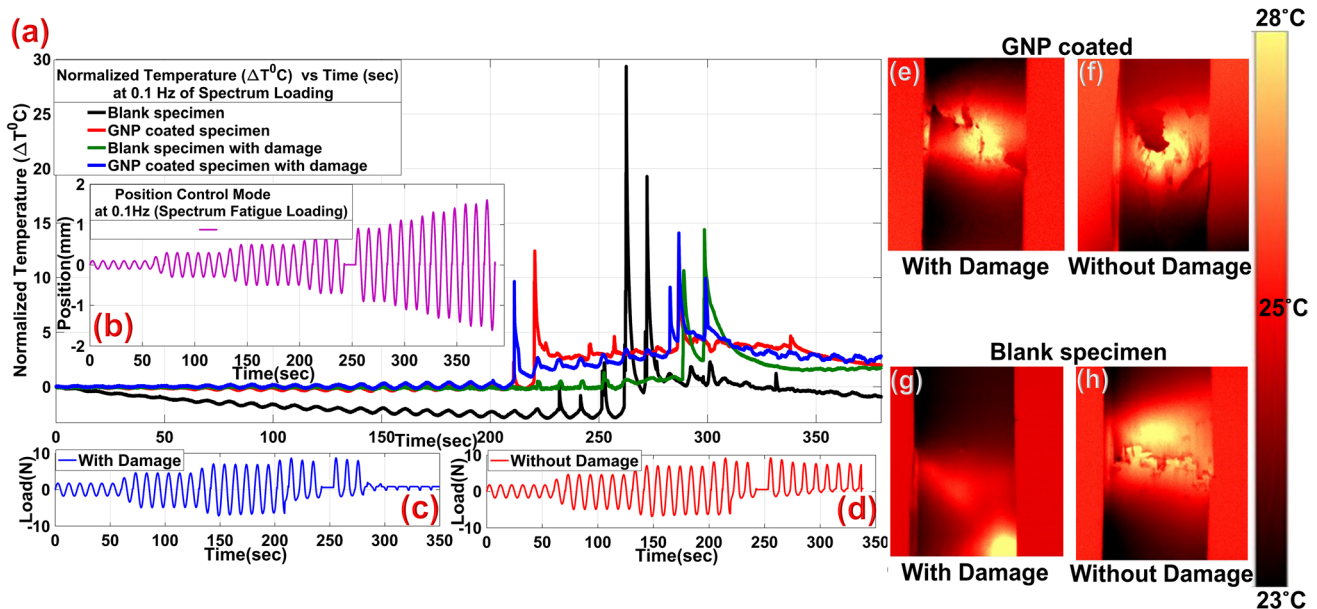 (a)
30
25
20
15
10
5
0
Normalized Temperature (ΔT⁰C)
Normalized Temperature (ΔT⁰C) vs Time (sec)
at 0.1 Hz of Spectrum Loading
Blank specimen
GNP coated specimen
Blank specimen with damage
GNP coated specimen with damage
2
1
0
-1
-2
Position(mm)
Position Control Mode
at 0.1Hz (Spectrum Fatigue Loading)
(b)
0 50 100 150 200 250 300 350
Time(sec)
0 50 100 150 200 250 300 350
Time(sec)
10
0
-10
Load(N)
With Damage
(c)
0 50 100 150 200 250 300 350
Time(sec)
10
0
-10
Load(N)
Without Damage
(d)
0 50 100 150 200 250 300 350
Time(sec)
GNP coated
(e)
(f)
With Damage
Without Damage
Blank specimen
(g)
(h)
With Damage
Without Damage
28°C
25°C
23°C